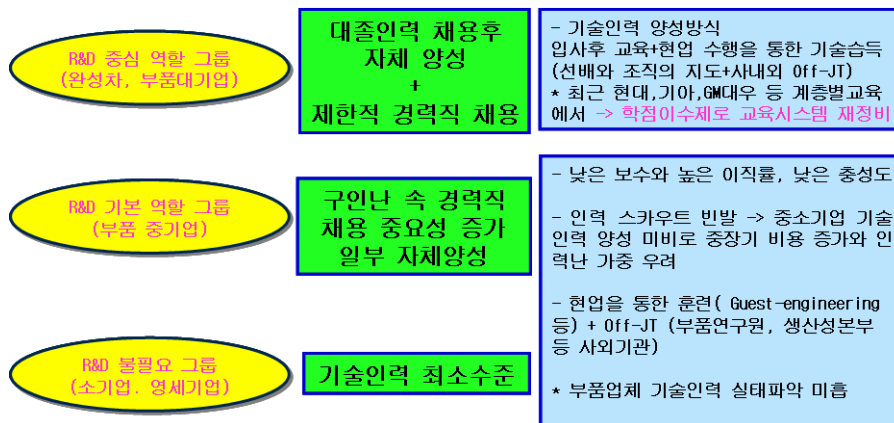 R&D 중심 역할 그룹
(완성차, 부품대기업)
대졸인력 채용후
자체 양성
+
제한적 경력직 채용
- 기술인력 양성방식
입사후 교육+현업 수행을 통한 기술습득
(선배와 조직의 지도+사내외 Off-JT)
* 최근 현대,기아,GM대우 등 계층별교육
에서 -> 학점이수제로 교육시스템 재정비
R&D 기본 역할 그룹
(부품 중기업)
구인난 속 경력직
채용 중요성 증가
일부 자체양성
- 낮은 보수와 높은 이직률, 낮은 충성도
- 인력 스카우트 빈발 -> 중소기업 기술
인력 양성 미비로 중장기 비용 증가와 인
력난 가중 우려
- 현업을 통한 훈련( Guest-engineering
등) + Off-JT (부품연구원, 생산성본부
등 사외기관)
* 부품업체 기술인력 실태파악 미흡
R&D 불필요 그룹
(소기업. 영세기업)
기술인력 최소수준